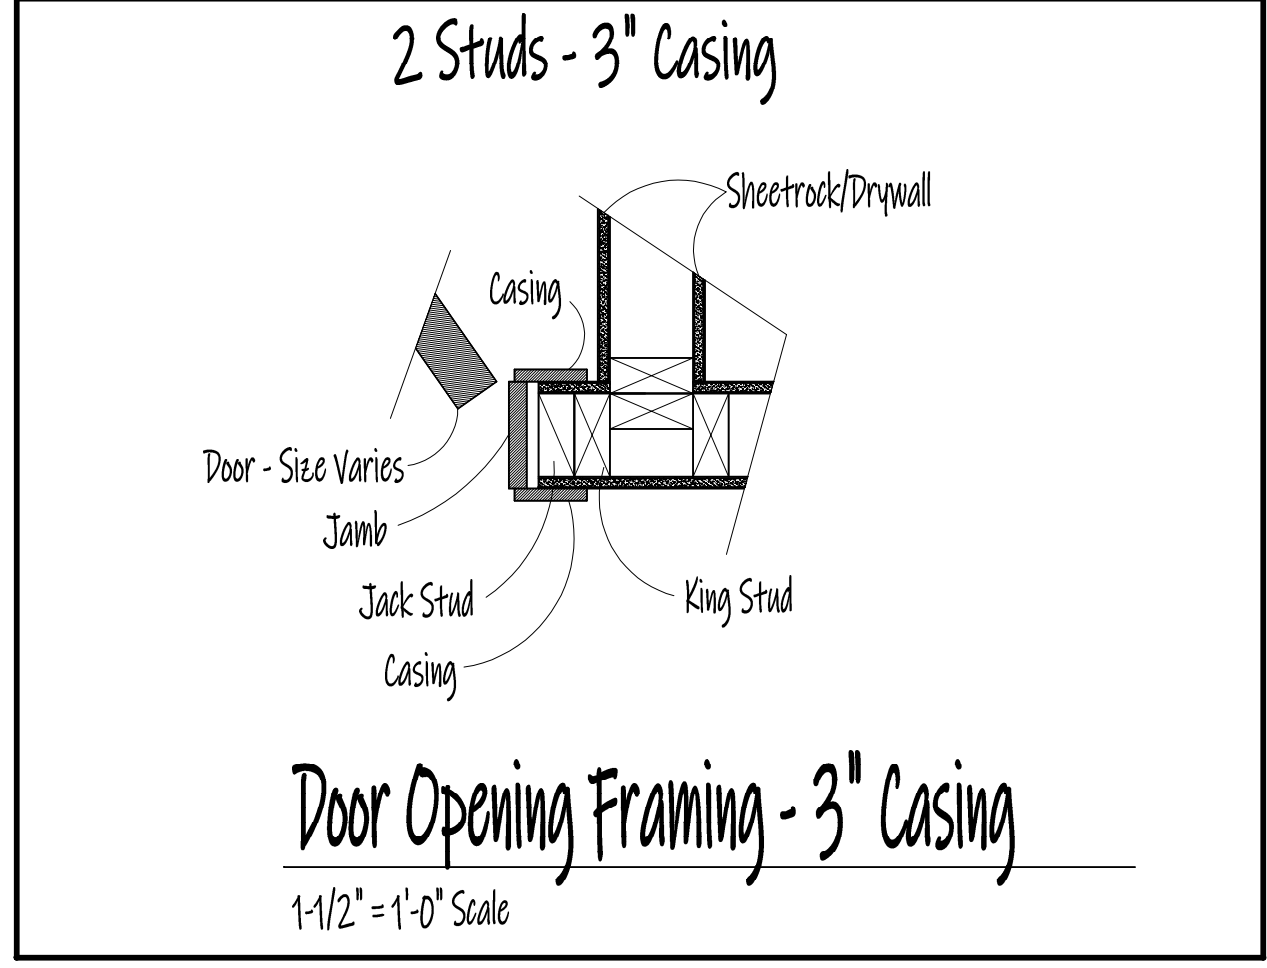 2 Studs - 3" Casing
Sheetrock/Drywall
Casing
Door - Size Varies
Jamb
Jack Stud
King Stud
Casing
Door Opening Framing - 3" Casing
1-1/2" = 1'-0" Scale